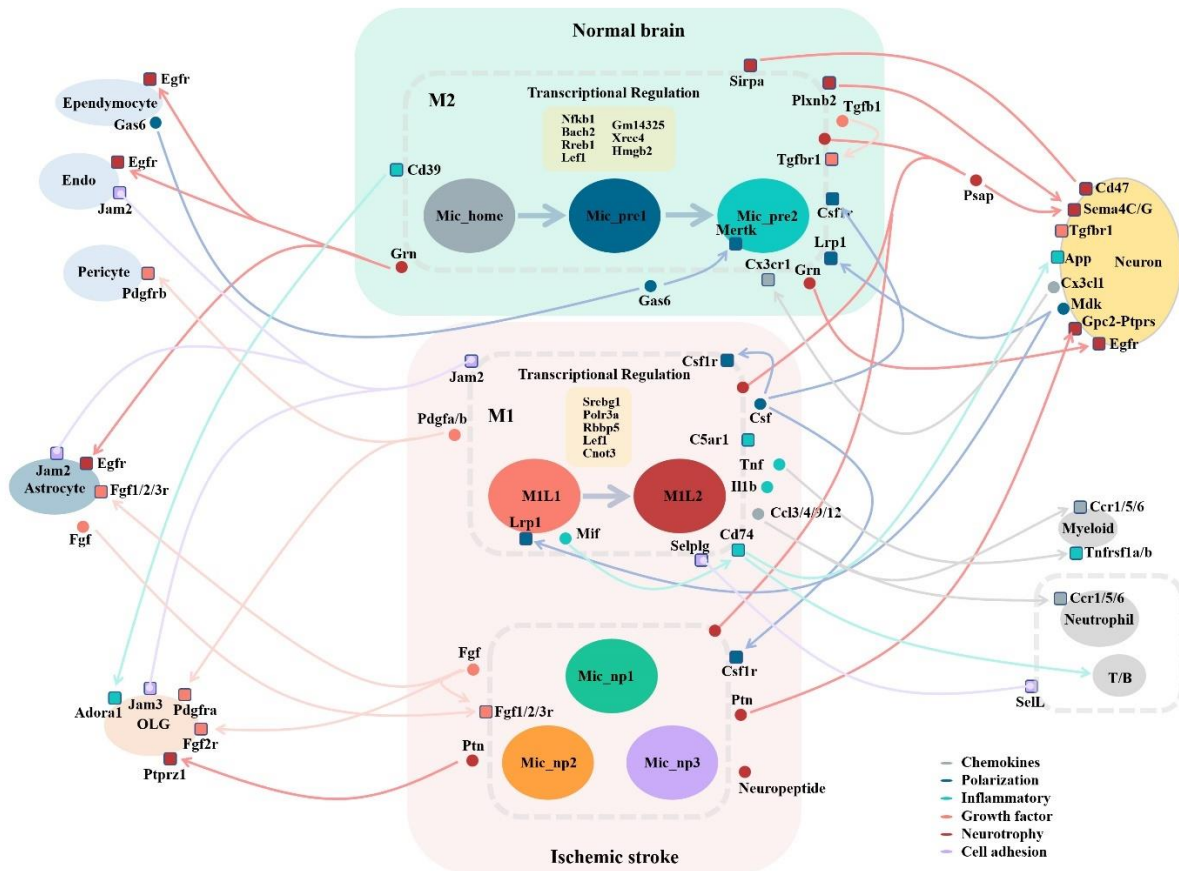 Normal brain
Egfr
Ependymocyte
Gas6
Egfr
Endo
Jam2
Pericyte
Pdgfrb
Sirpa
Plxnb2
Tgfb1
Tgfbr1
M2
Transcriptional Regulation
Nfkb1
Bach2
Rreb1
Lef1
Gm14325
Xrcc4
Hmgb2
Cd39
Mic_home
Mic_pre1
Mic_pre2
Mertk
Csf1r
Lrp1
Cx3cr1
Grn
Grn
Gas6
Psap
Cd47
Sema4C/G
Tgfbr1
App
Neuron
Cx3cl1
Mdk
Gpc2-Ptprs
Egfr
Jam2
Csf1r
Transcriptional Regulation
M1
Srebg1
Polr3a
Rbbp5
Lef1
Cnot3
Pdgfa/b
Csf
C5ar1
Tnf
Il1b
Ccl3/4/9/12
Cd74
M1L1
M1L2
Lrp1
Mif
Selplg
Jam2
Egfr
Astrocyte
Fgf1/2/3r
Fgf
Ccr1/5/6
Myeloid
Tnfrsf1a/b
Ccr1/5/6
Neutrophil
T/B
SelL
Fgf
Mic_np1
Csf1r
Fgf1/2/3r
Ptn
Ptn
Mic_np2
Mic_np3
Neuropeptide
Adora1
Jam3
Pdgfra
OLG
Fgf2r
Ptprz1
Ischemic stroke
Chemokines
Polarization
Inflammatory
Growth factor
Neurotrophy
Cell adhesion